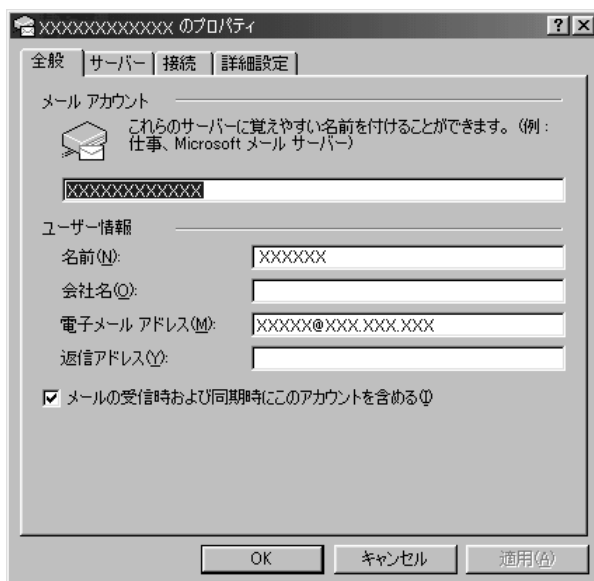 XXXXXXXXXXXX のプロパティ
全般 サーバー 接続 詳細設定
メール アカウント
これらのサーバーに覚えやすい名前を付けることができます。(例：
仕事、Microsoft メール サーバー)
XXXXXXXXXXXX
ユーザー情報
名前(N): XXXXXX
会社名(O):
電子メール アドレス(M): XXXXX@XXX.XXX.XXX
返信アドレス(Y):
メールの受信時および同期時にこのアカウントを含める(I)
OK キャンセル 適用(A)